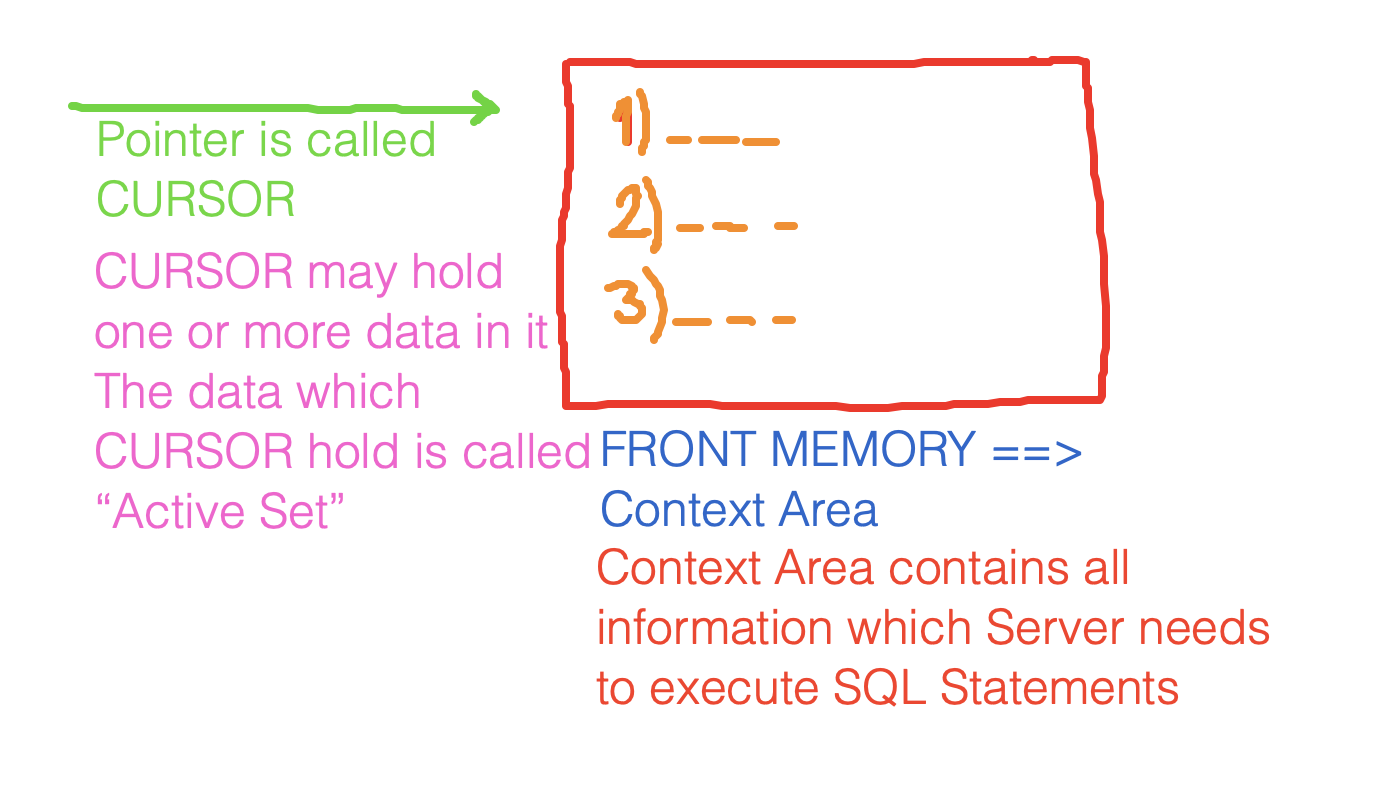 Pointer is called
CURSOR
CURSOR may hold
one or more data in it
The data which
CURSOR hold is called
“Active Set”
1)
2)
3)
FRONT MEMORY ==>
Context Area
Context Area contains all
information which Server needs
to execute SQL Statements